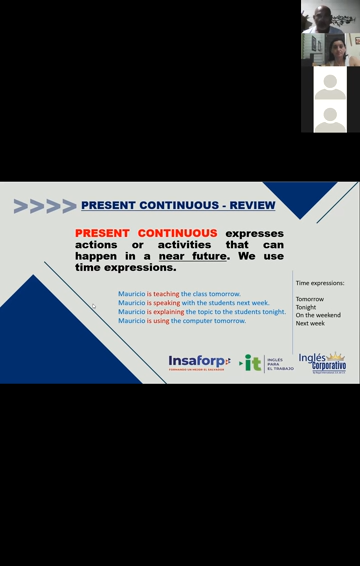 >>>> PRESENT CONTINUOUS - REVIEW
PRESENT CONTINUOUS expresses
actions or activities that can
happen in a near future. We use
time expressions.
Mauricio is teaching the class tomorrow.
Mauricio is speaking with the students next week.
Mauricio is explaining the topic to the students tonight.
Mauricio is using the computer tomorrow.
Time expressions:
Tomorrow
Tonight
On the weekend
Next week
Insaforp
it
INGLÉS
PARA
EL TRABAJO
Inglés
Corporativo